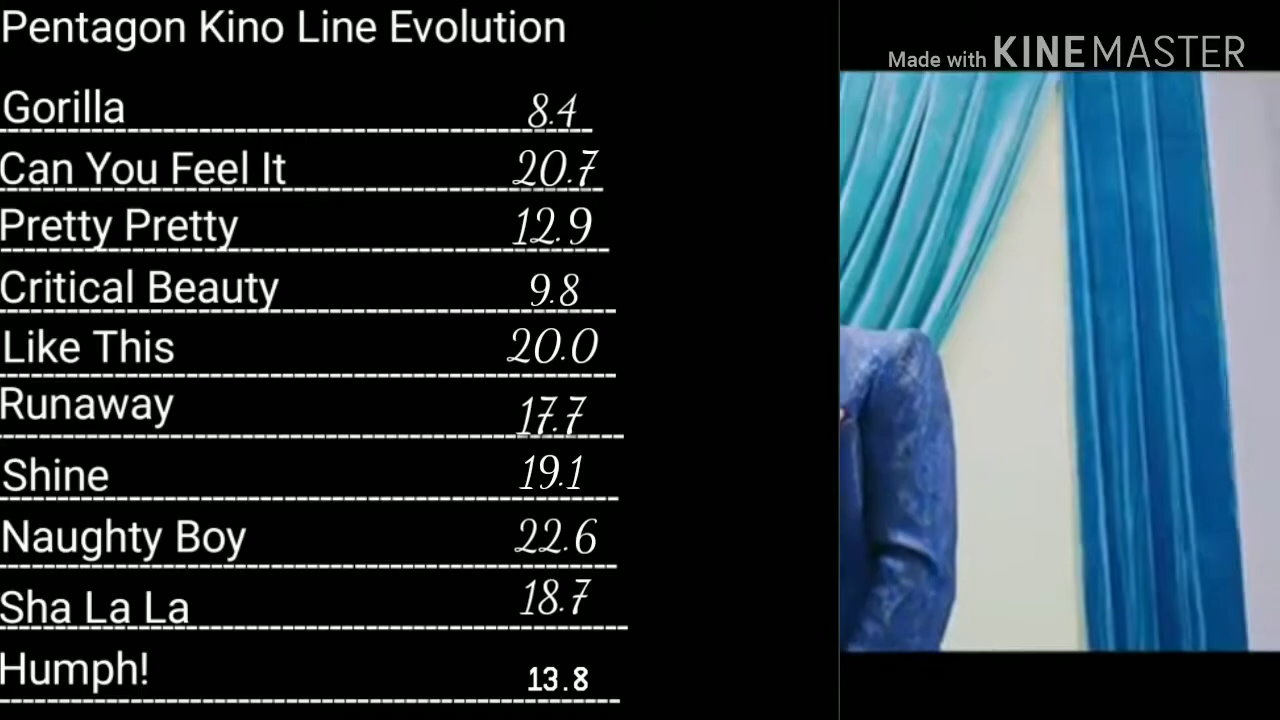 Pentagon Kino Line Evolution
Made with KINEMASTER
Gorilla 8.4
Can You Feel It 20.7
Pretty Pretty 12.9
Critical Beauty 9.8
Like This 20.0
Runaway 17.7
Shine 19.1
Naughty Boy 22.6
Sha La La 18.7
Humph! 13.8